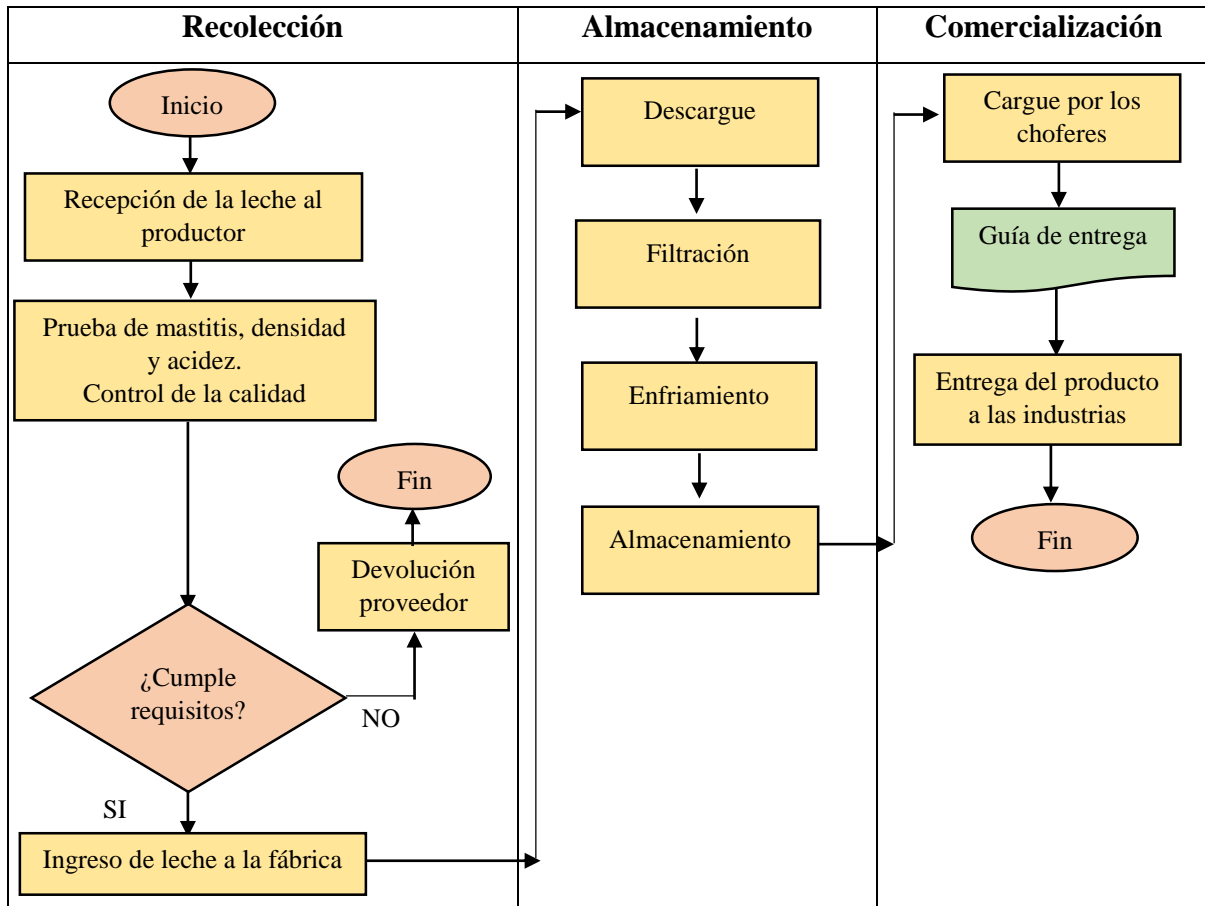 Recolección
Almacenamiento
Comercialización
Inicio
Recepción de la leche al
productor
Prueba de mastitis, densidad
y acidez.
Control de la calidad
¿Cumple
requisitos?
NO
Devolución
proveedor
Fin
SI
Ingreso de leche a la fábrica
Descargue
Filtración
Enfriamiento
Almacenamiento
Cargue por los
choferes
Guía de entrega
Entrega del producto
a las industrias
Fin